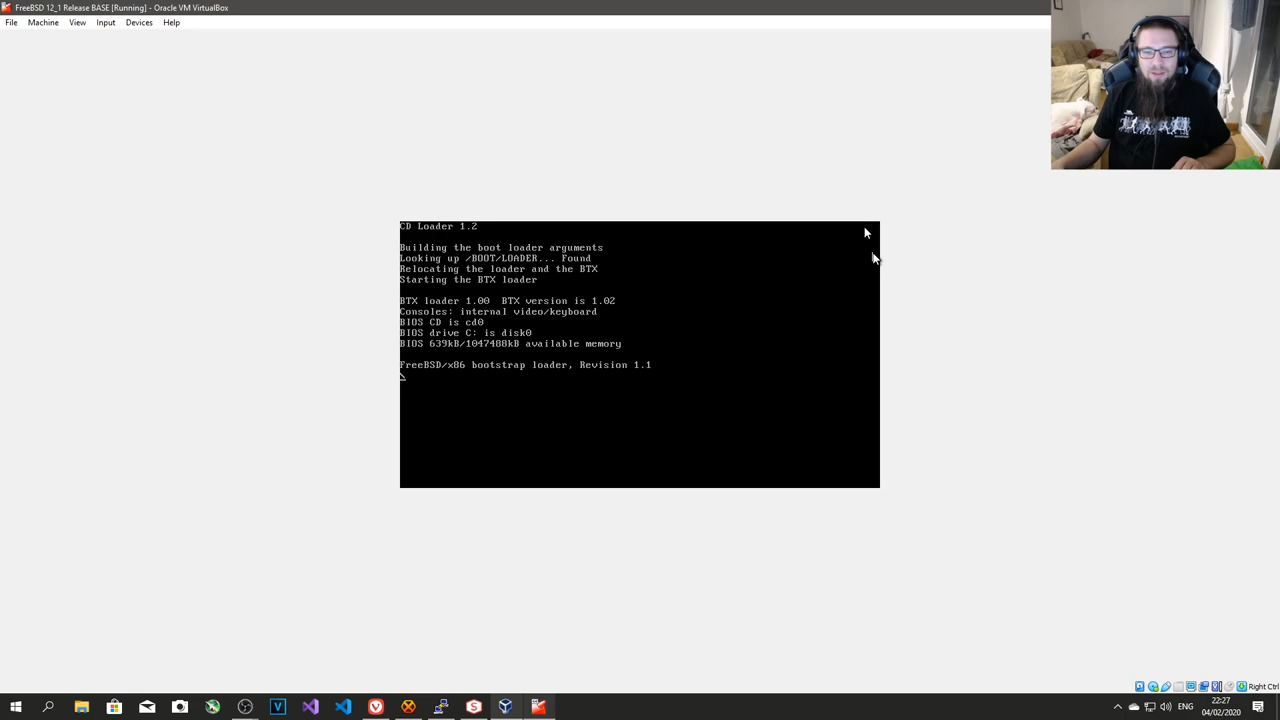 FreeBSD 12_1 Release BASE [Running] - Oracle VM VirtualBox
File Machine View Input Devices Help
CD Loader 1.2
Building the boot loader arguments
Looking up /BOOT/LOADER... Found
Relocating the loader and the BTX
Starting the BTX loader
BTX loader 1.00 BTX version is 1.02
Consoles: internal video/keyboard
BIOS CD is cd0
BIOS drive C: is disk0
BIOS 639kB/1047488kB available memory
FreeBSD/x86 bootstrap loader, Revision 1.1
Right Ctrl
ENG
22:27
04/02/2020